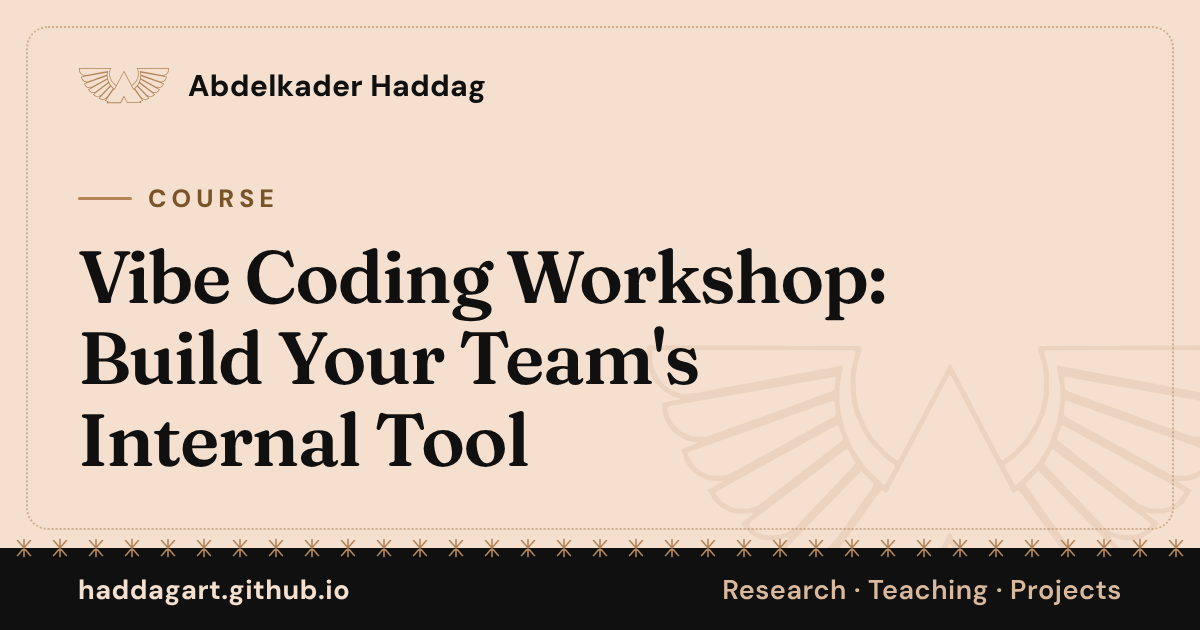 Abdelkader Haddag
COURSE
Vibe Coding Workshop:
Build Your Team's
Internal Tool
haddagart.github.io
Research · Teaching · Projects